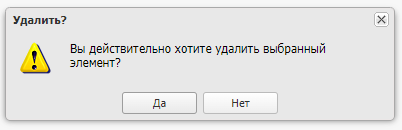 Удалить?
Вы действительно хотите удалить выбранный
элемент?
Да
Нет